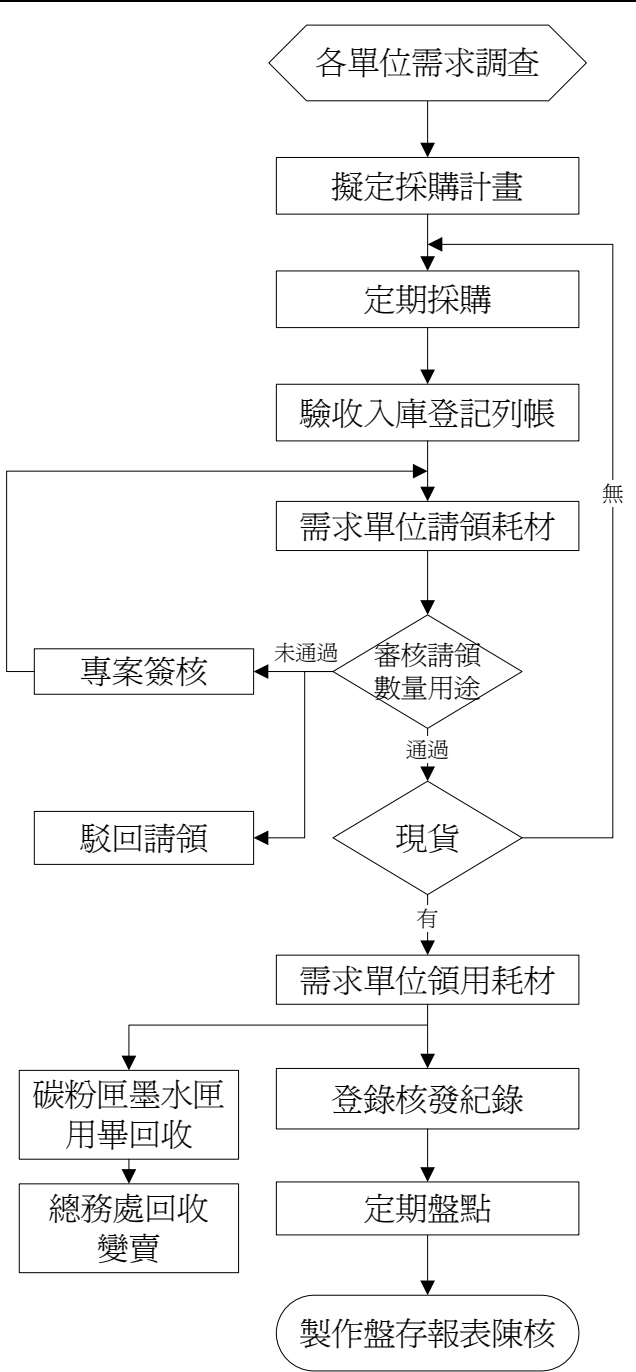 各單位需求調查
擬定採購計畫
定期採購
驗收入庫登記列帳
無
需求單位請領耗材
未通過
審核請領
數量用途
專案簽核
通過
駁回請領
現貨
有
需求單位領用耗材
碳粉匣墨水匣
用畢回收
登錄核發紀錄
總務處回收
變賣
定期盤點
製作盤存報表陳核